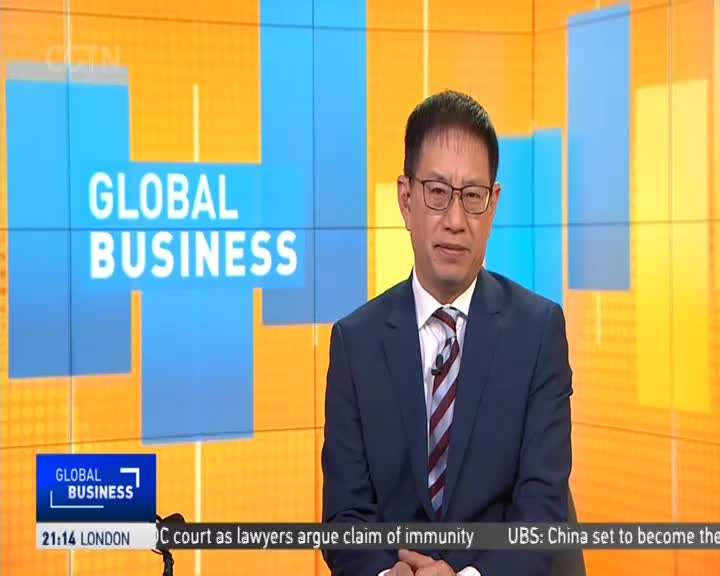 CGTN
GLOBAL
BUSINESS
GLOBAL
BUSINESS
21:14 LONDON
court as lawyers argue claim of immunity
UBS: China set to become the